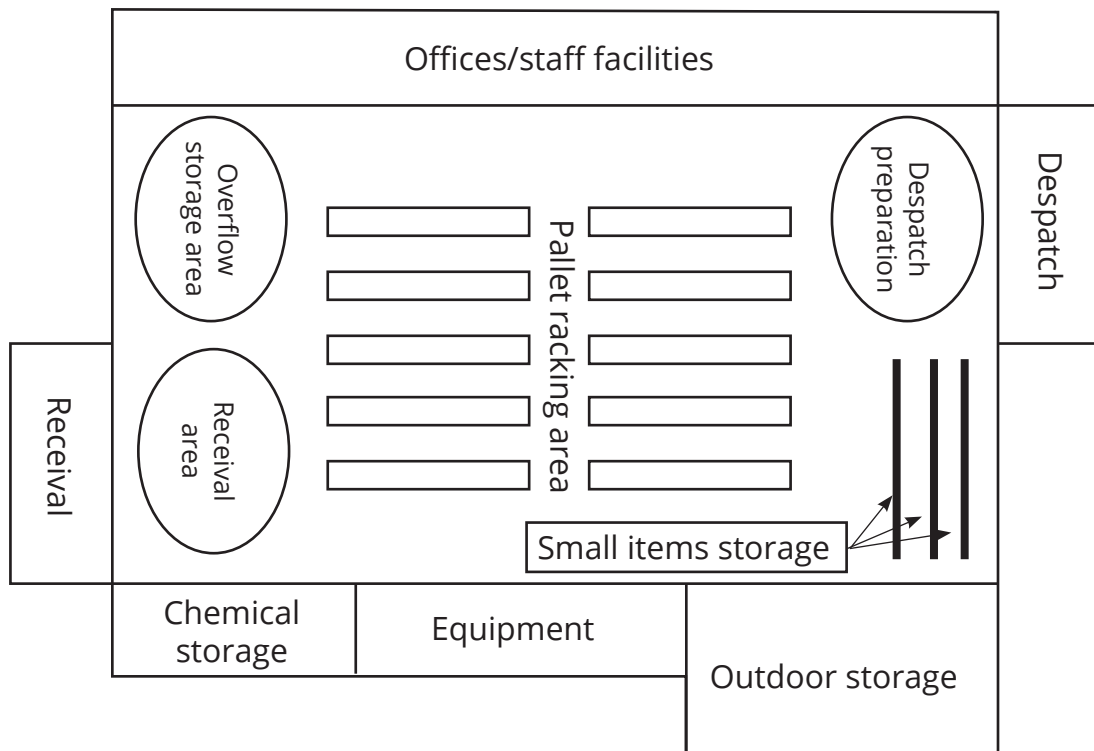 Offices/staff facilities
Overflow
storage area
Despatch
preparation
Despatch
Pallet racking area
Receival
Receival
area
Small items storage
Chemical
storage
Equipment
Outdoor storage